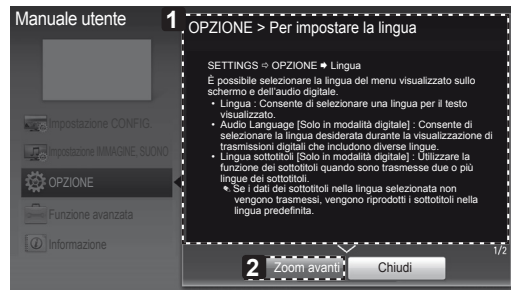 Manuale utente
1
OPZIONE > Per impostare la lingua
SETTINGS ⇨ OPZIONE ➡ Lingua
È possibile selezionare la lingua del menu visualizzato sullo
schermo e dell'audio digitale.
• Lingua : Consente di selezionare una lingua per il testo
visualizzato.
• Audio Language [Solo in modalità digitale] : Consente di
selezionare la lingua desiderata durante la visualizzazione di
trasmissioni digitali che includono diverse lingue.
• Lingua sottotitoli [Solo in modalità digitale] : Utilizzare la
funzione dei sottotitoli quando sono trasmesse due o più
lingue dei sottotitoli.
Se i dati dei sottotitoli nella lingua selezionata non
vengono trasmessi, vengono riprodotti i sottotitoli nella
lingua predefinita.
Impostazione CONFIG.
Impostazione IMMAGINE, SUONO
OPZIONE
Funzione avanzata
Informazione
1/2
2
Zoom avanti
Chiudi